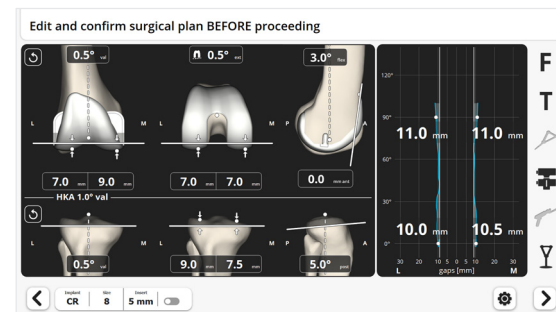 Edit and confirm surgical plan BEFORE proceeding
0.5° val
0.5° ext
3.0° flex
L M
L M
P A
7.0 mm 9.0 mm
7.0 mm 7.0 mm
0.0 mm ant
HKA 1.0° val
L M
L M
P A
0.5° val
9.0 mm 7.5 mm
5.0° post
120°
90°
11.0 mm 11.0 mm
60°
30°
10.0 mm 10.5 mm
0°
30 20 10 5 0 5 10 20 30
L gaps [mm] M
F
T
Implant Size Insert
CR 8 5 mm